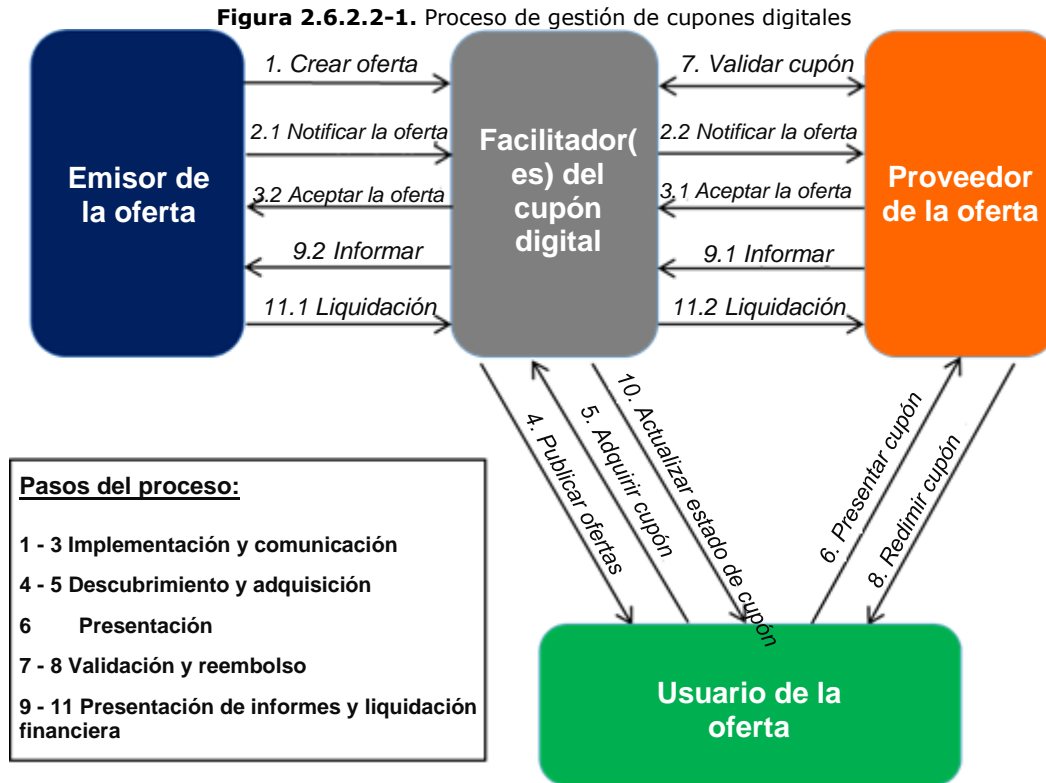 Figura 2.6.2.2-1. Proceso de gestión de cupones digitales
Emisor de
la oferta
1. Crear oferta
2.1 Notificar la oferta
3.2 Aceptar la oferta
9.2 Informar
11.1 Liquidación
Facilitador(
es) del
cupón
digital
7. Validar cupón
2.2 Notificar la oferta
3.1 Aceptar la oferta
9.1 Informar
11.2 Liquidación
Proveedor
de la oferta
4. Publicar ofertas
5. Adquirir cupón
10. Actualizar estado de cupón
6. Presentar cupón
8. Redimir cupón
Pasos del proceso:
1 - 3 Implementación y comunicación
4 - 5 Descubrimiento y adquisición
6 Presentación
7 - 8 Validación y reembolso
9 - 11 Presentación de informes y liquidación
financiera
Usuario de la
oferta